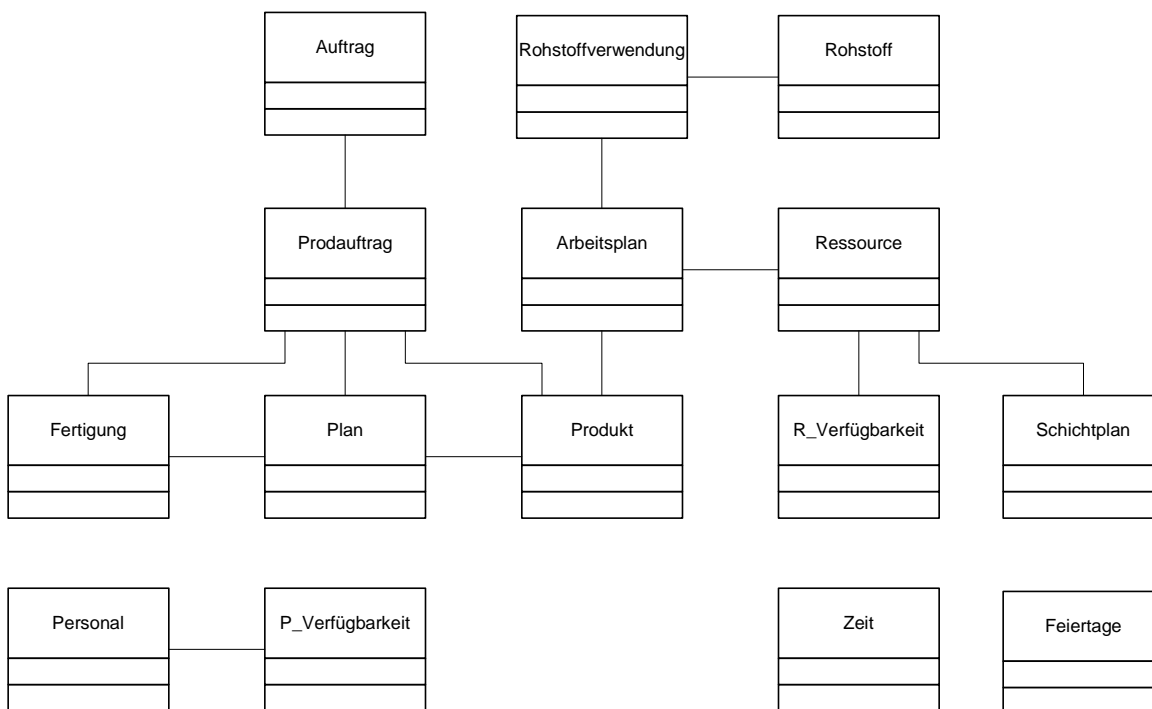 Auftrag
Rohstoffverwendung
Rohstoff
Prodauftrag
Arbeitsplan
Ressource
Fertigung
Plan
Produkt
R_Verfügbarkeit
Schichtplan
Personal
P_Verfügbarkeit
Zeit
Feiertage